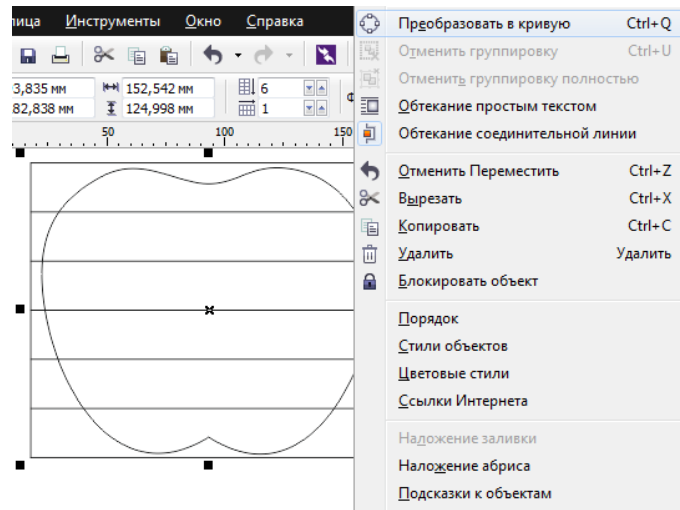 лица Инструменты Окно Справка
3,835 мм 152,542 мм 6
82,838 мм 124,998 мм 1
50 100 150
Преобразовать в кривую Ctrl+Q
Отменить группировку Ctrl+U
Отменить группировку полностью
Обтекание простым текстом
Обтекание соединительной линии
Отменить Переместить Ctrl+Z
Вырезать Ctrl+X
Копировать Ctrl+C
Удалить Удалить
Блокировать объект
Порядок
Стили объектов
Цветовые стили
Ссылки Интернета
Наложение заливки
Наложение абриса
Подсказки к объектам